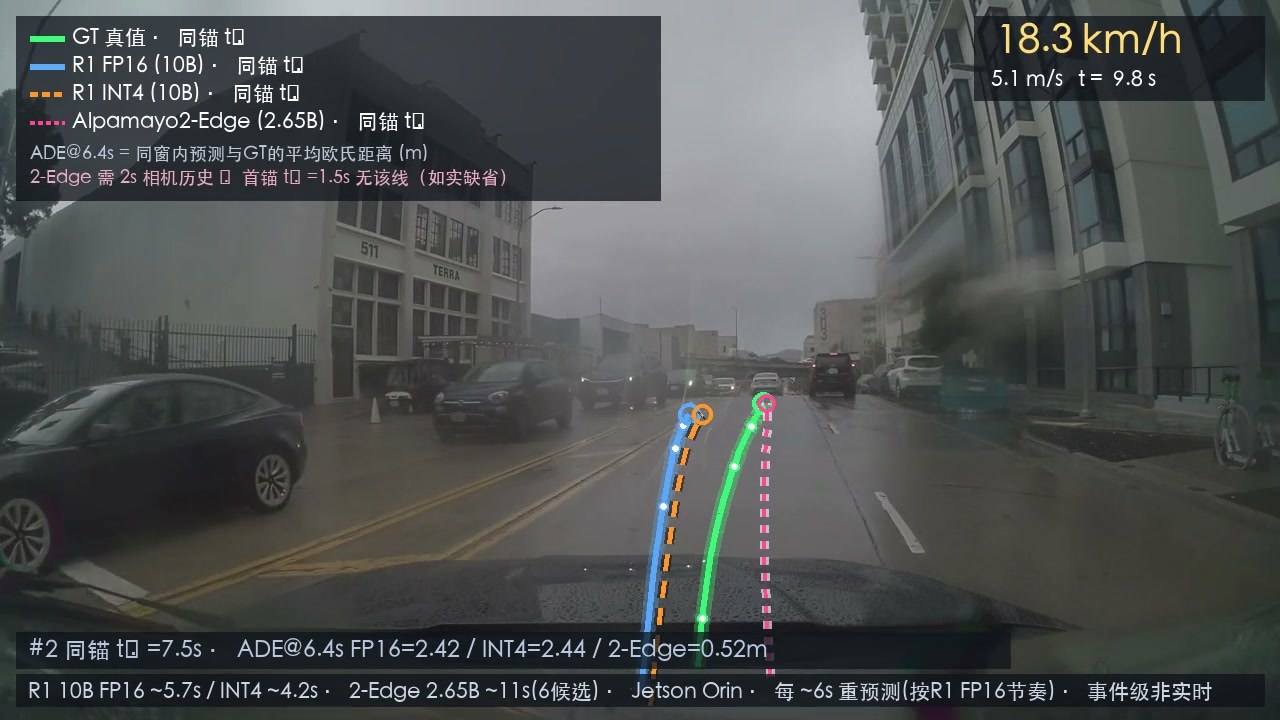 GT 真值 · 同锚 t□
R1 FP16 (10B) · 同锚 t□
R1 INT4 (10B) · 同锚 t□
Alpamayo2-Edge (2.65B) · 同锚 t□
ADE@6.4s = 同窗内预测与GT的平均欧氏距离 (m)
2-Edge 需 2s 相机历史 □ 首锚 t□ =1.5s 无该线（如实缺省）
18.3 km/h
5.1 m/s t = 9.8 s
511
TERRA
#2 同锚 t□ =7.5s · ADE@6.4s FP16=2.42 / INT4=2.44 / 2-Edge=0.52m
R1 10B FP16 ~5.7s / INT4 ~4.2s · 2-Edge 2.65B ~11s(6候选) · Jetson Orin · 每 ~6s 重预测(按R1 FP16节奏) · 事件级非实时